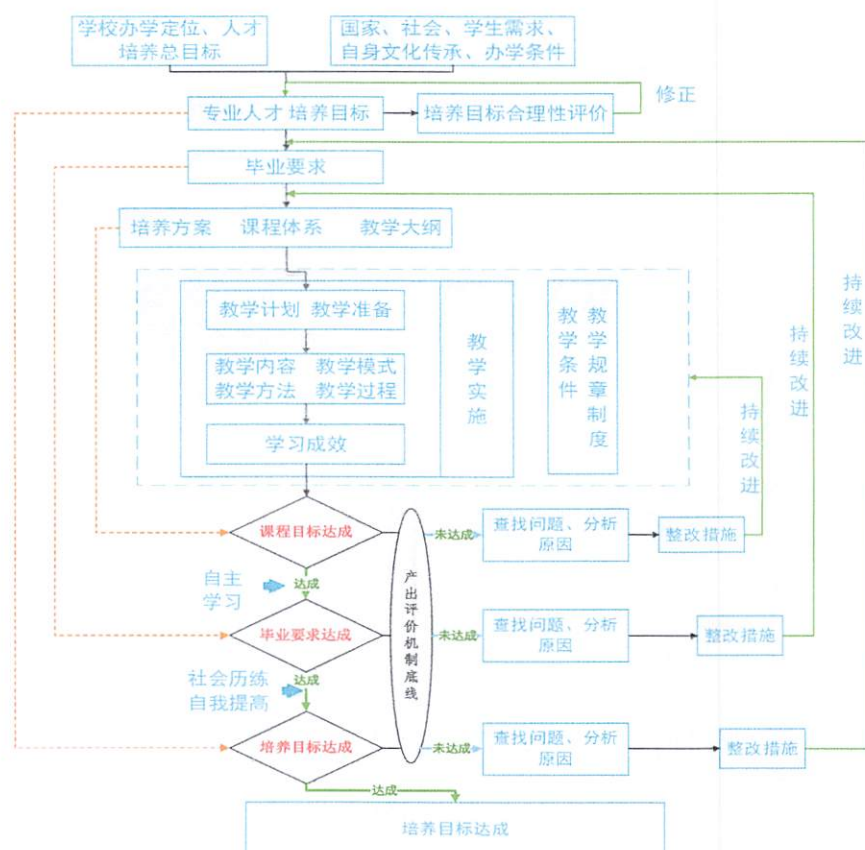 学校办学定位、人才
培养总目标
国家、社会、学生需求、
自身文化传承、办学条件
修正
专业人才 培养目标
培养目标合理性评价
毕业要求
培养方案 课程体系 教学大纲
教学计划 教学准备
教学内容 教学模式
教学方法 教学过程
学习成效
教学实施
教学条件
教学规章制度
持续改进
持续改进
持续改进
课程目标达成
未达成
查找问题、分析
原因
整改措施
自主
学习
达成
产出评价机制底线
毕业要求达成
未达成
查找问题、分析
原因
整改措施
社会历练
自我提高
达成
培养目标达成
未达成
查找问题、分析
原因
整改措施
达成
培养目标达成